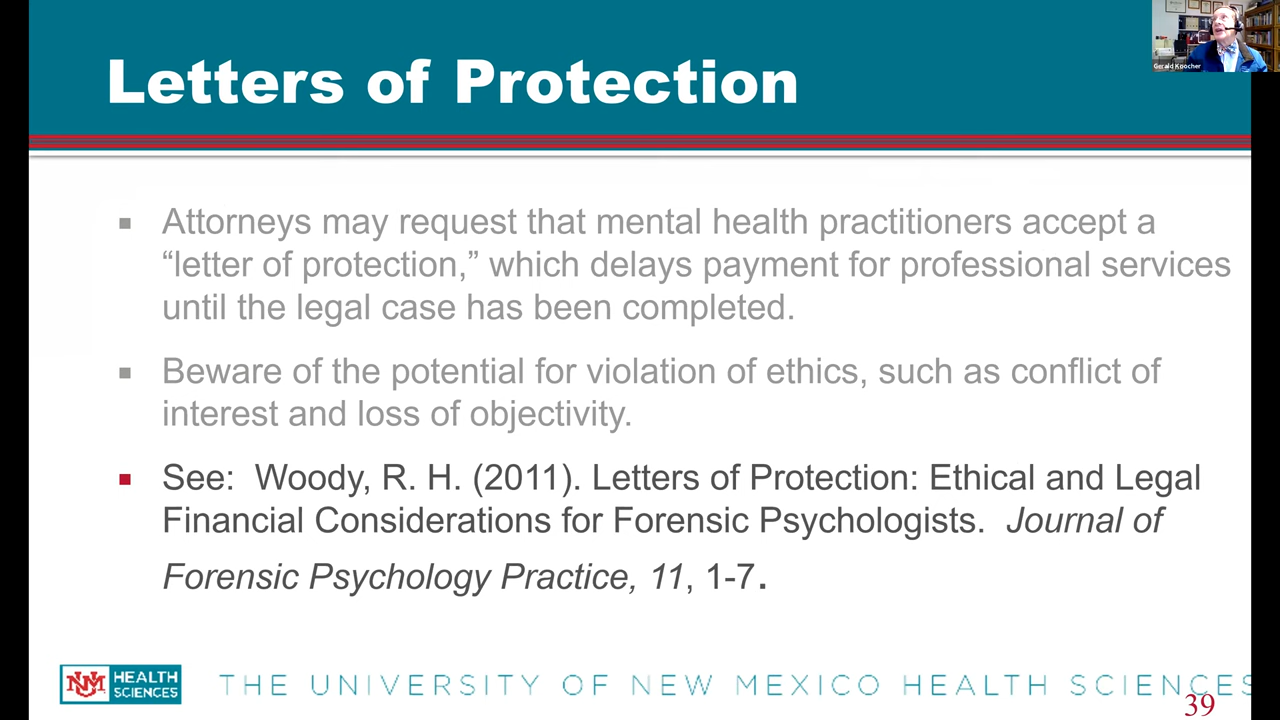 Letters of Protection
Gerald Koocher
▪ Attorneys may request that mental health practitioners accept a
“letter of protection,” which delays payment for professional services
until the legal case has been completed.
▪ Beware of the potential for violation of ethics, such as conflict of
interest and loss of objectivity.
▪ See:  Woody, R. H. (2011). Letters of Protection: Ethical and Legal
Financial Considerations for Forensic Psychologists.  Journal of
Forensic Psychology Practice, 11, 1-7.
UNM HEALTH SCIENCES
THE UNIVERSITY OF NEW MEXICO HEALTH SCIENCES
39